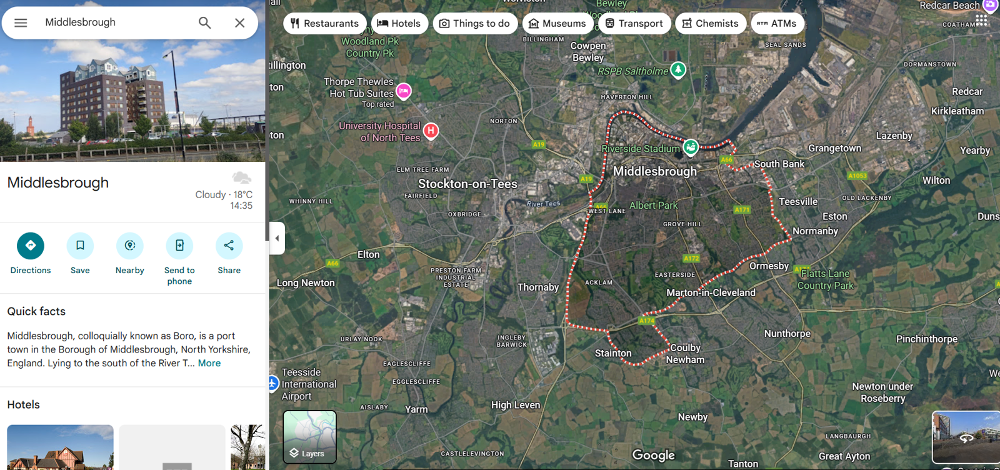 Middlesbrough
Middlesbrough
Cloudy · 18°C
14:35
Directions
Save
Nearby
Send to
phone
Share
Quick facts
Middlesbrough, colloquially known as Boro, is a port
town in the Borough of Middlesbrough, North Yorkshire,
England. Lying to the south of the River T... More
Hotels
Restaurants
Hotels
Things to do
Museums
Transport
Chemists
ATM ATMs
Bewley
Redcar Beach
COATHAM
Woodland Pk
Country Pk
BILLINGHAM
Cowpen
Bewley
SEAL SANDS
DORMANSTOWN
RSPB Saltholme
Thorpe Thewles
Hot Tub Suites
Top rated
HAVERTON HILL
Redcar
Kirkleatham
NORTON
University Hospital
of North Tees
H
A19
Riverside Stadium
Lazenby
Grangetown
Yearby
A66
South Bank
ELM TREE FARM
Middlesbrough
A19
Stockton-on-Tees
FAIRFIELD
A1053
Wilton
WHINNY HILL
River Tees
A66
WEST LANE
Albert Park
OLD LACKENBY
Teesville
A171
OXBRIDGE
GROVE HILL
Eston
Normanby
Elton
A66
A172
PRESTON FARM
INDUSTRIAL
ESTATE
Ormesby
Flatts Lane
Country Park
EASTERSIDE
Long Newton
Thornaby
ACKLAM
Marton-in-Cleveland
A174
Nunthorpe
Pinchinthorpe
URLAY NOOK
INGLEBY
BARWICK
Stainton
Coulby
Newham
EAGLESCLIFFE
EGGLESCLIFFE
Teesside
International
Airport
Newton under
Roseberry
AISLABY
Yarm
High Leven
Newby
LANGBAURGH
Great Ayton
CASTLELEVINGTON
Layers
Google
Tanton